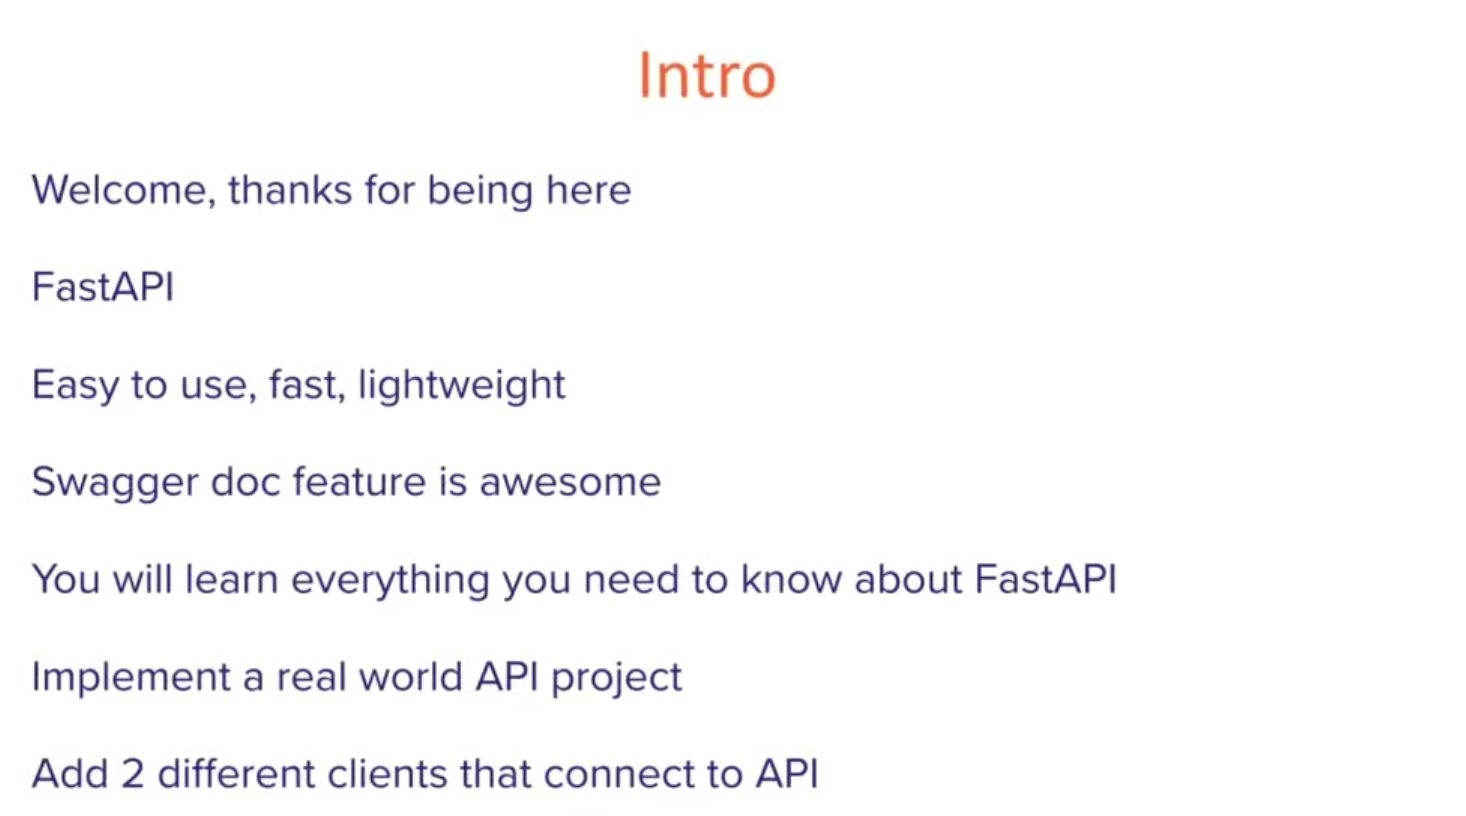 Intro
Welcome, thanks for being here
FastAPI
Easy to use, fast, lightweight
Swagger doc feature is awesome
You will learn everything you need to know about FastAPI
Implement a real world API project
Add 2 different clients that connect to API